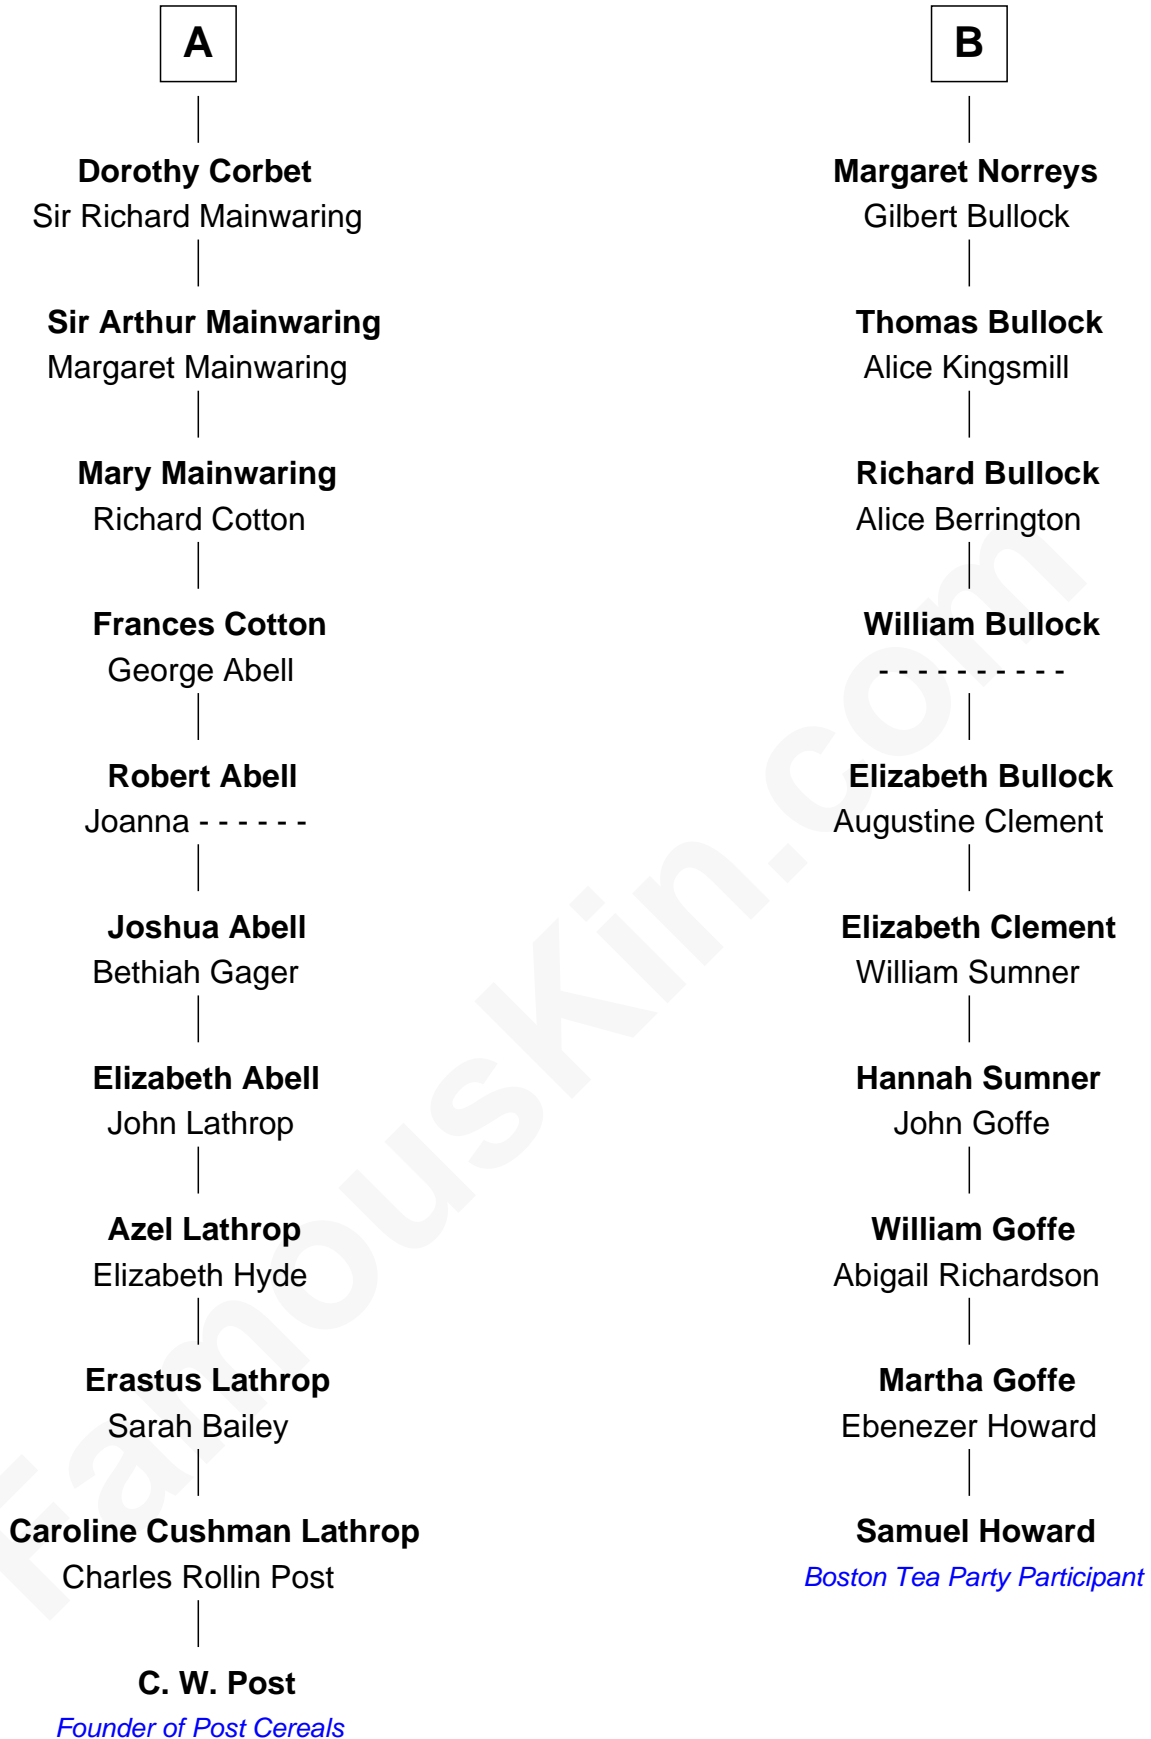 A
Dorothy Corbet
Sir Richard Mainwaring
Sir Arthur Mainwaring
Margaret Mainwaring
Mary Mainwaring
Richard Cotton
Frances Cotton
George Abell
Robert Abell
Joanna - - - - - -
Joshua Abell
Bethiah Gager
Elizabeth Abell
John Lathrop
Azel Lathrop
Elizabeth Hyde
Erastus Lathrop
Sarah Bailey
Caroline Cushman Lathrop
Charles Rollin Post
C. W. Post
Founder of Post Cereals
B
Margaret Norreys
Gilbert Bullock
Thomas Bullock
Alice Kingsmill
Richard Bullock
Alice Berrington
William Bullock
- - - - - - - - - -
Elizabeth Bullock
Augustine Clement
Elizabeth Clement
William Sumner
Hannah Sumner
John Goffe
William Goffe
Abigail Richardson
Martha Goffe
Ebenezer Howard
Samuel Howard
Boston Tea Party Participant
FamousKin.com